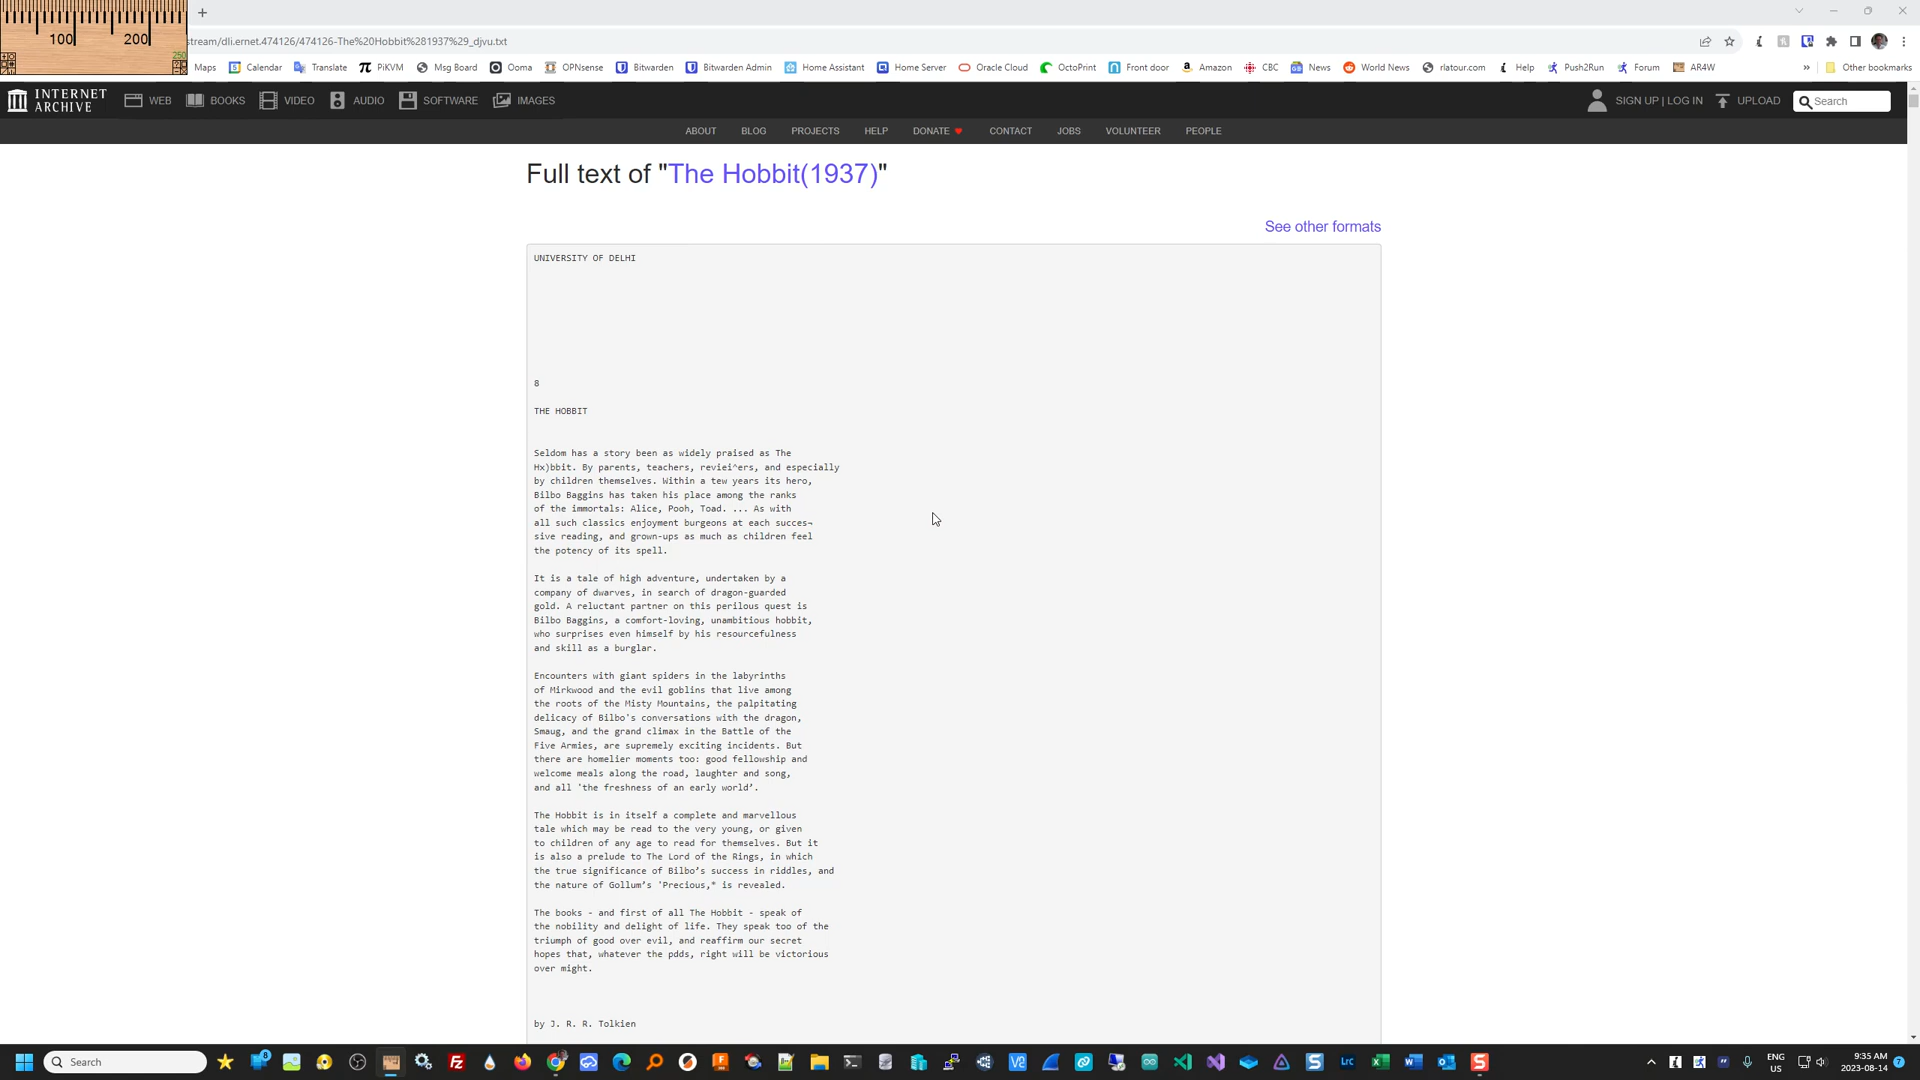 100 200
250
stream/dli.ernet.474126/474126-The%20Hobbit%281937%29_djvu.txt
Maps Calendar Translate PiKVM Msg Board Ooma OPNsense Bitwarden Bitwarden Admin Home Assistant Home Server Oracle Cloud OctoPrint Front door Amazon CBC News World News rlatour.com Help Push2Run Forum AR4W » Other bookmarks
INTERNET
ARCHIVE
WEB BOOKS VIDEO AUDIO SOFTWARE IMAGES SIGN UP | LOG IN UPLOAD Search
ABOUT BLOG PROJECTS HELP DONATE CONTACT JOBS VOLUNTEER PEOPLE
Full text of "The Hobbit(1937)"
See other formats
UNIVERSITY OF DELHI
8
THE HOBBIT
Seldom has a story been as widely praised as The
Hx)bbit. By parents, teachers, reviei^ers, and especially
by children themselves. Within a tew years its hero,
Bilbo Baggins has taken his place among the ranks
of the immortals: Alice, Pooh, Toad. ... As with
all such classics enjoyment burgeons at each succes¬
sive reading, and grown-ups as much as children feel
the potency of its spell.
It is a tale of high adventure, undertaken by a
company of dwarves, in search of dragon-guarded
gold. A reluctant partner on this perilous quest is
Bilbo Baggins, a comfort-loving, unambitious hobbit,
who surprises even himself by his resourcefulness
and skill as a burglar.
Encounters with giant spiders in the labyrinths
of Mirkwood and the evil goblins that live among
the roots of the Misty Mountains, the palpitating
delicacy of Bilbo's conversations with the dragon,
Smaug, and the grand climax in the Battle of the
Five Armies, are supremely exciting incidents. But
there are homelier moments too: good fellowship and
welcome meals along the road, laughter and song,
and all 'the freshness of an early world’.
The Hobbit is in itself a complete and marvellous
tale which may be read to the very young, or given
to children of any age to read for themselves. But it
is also a prelude to The Lord of the Rings, in which
the true significance of Bilbo’s success in riddles, and
the nature of Gollum’s 'Precious,* is revealed.
The books - and first of all The Hobbit - speak of
the nobility and delight of life. They speak too of the
triumph of good over evil, and reaffirm our secret
hopes that, whatever the pdds, right will be victorious
over might.
by J. R. R. Tolkien
Search
8
ENG
US
9:35 AM
2023-08-14
7